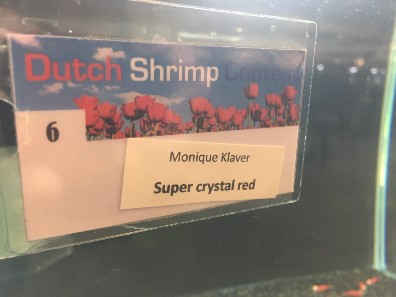 Dutch Shrimp Contest
6
Monique Klaver
Super crystal red